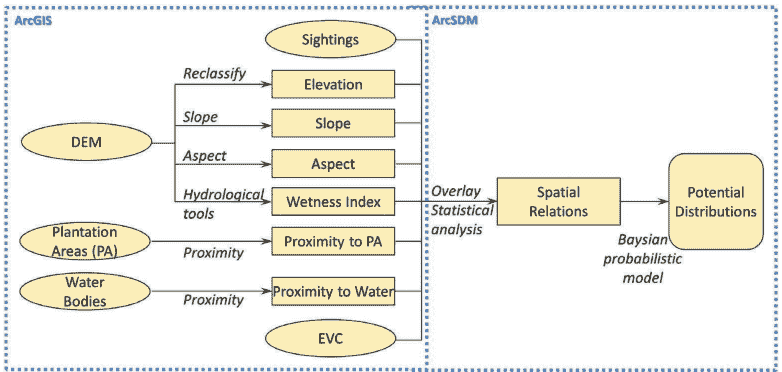 ArcGIS
ArcSDM
Sightings
Reclassify
Elevation
Slope
Slope
DEM
Aspect
Aspect
Hydrological
tools
Wetness Index
Overlay
Statistical
analysis
Spatial
Relations
Potential
Distributions
Baysian
probabilistic
model
Plantation
Areas (PA)
Proximity
Proximity to PA
Water
Bodies
Proximity
Proximity to Water
EVC